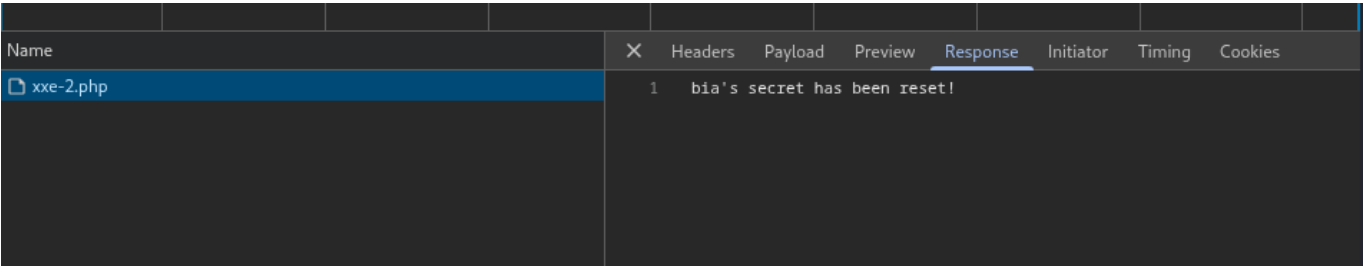 Name
Headers Payload Preview Response Initiator Timing Cookies
xxe-2.php
1 bia's secret has been reset!